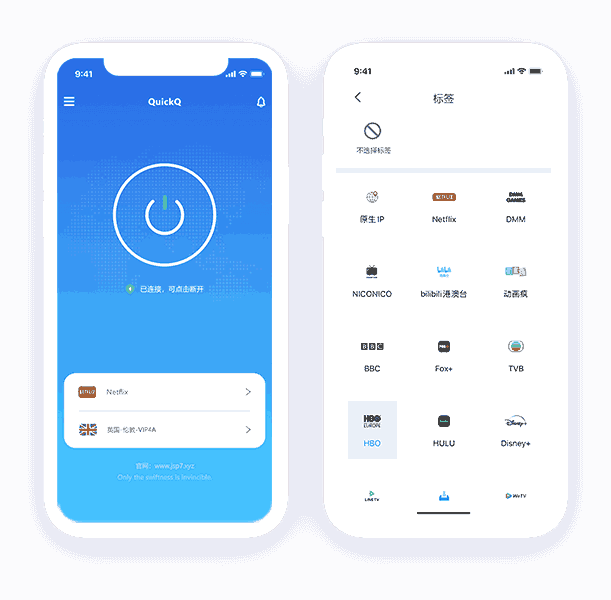 9:41
QuickQ
已连接，可点击断开
Netflix
英国-伦敦-VIP4A
官网：www.jsp7.xyz
Only the swiftness is invincible
9:41
标签
不选择标签
原生IP
NETFLIX
Netflix
DMM GAMES
DMM
NICONICO
bilibili港澳台
动画疯
BBC
BBC
Fox+
TVB
HBO
EUROPE
HBO
HULU
Disney+
Disney+
LINE TV
WeTV